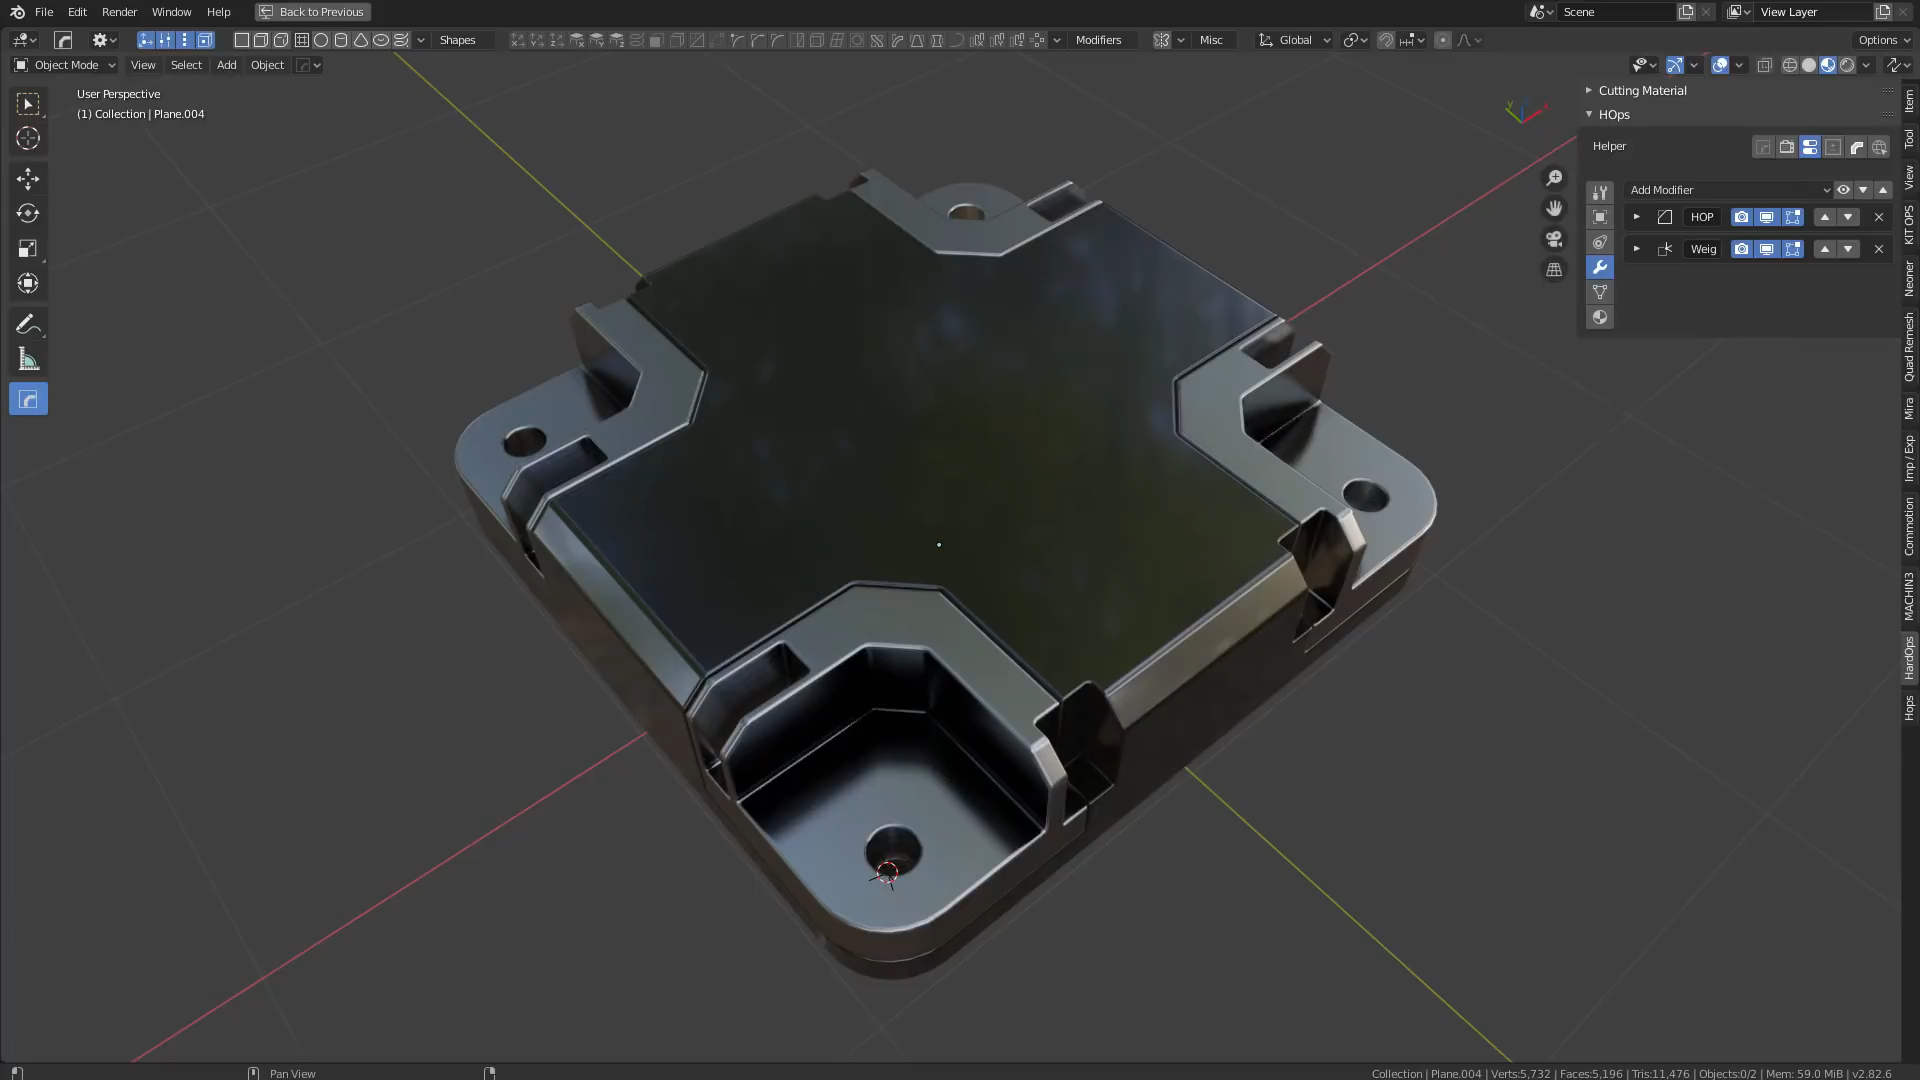 File Edit Render Window Help Back to Previous Scene View Layer
Shapes Modifiers Misc Global Options
Object Mode View Select Add Object
User Perspective
(1) Collection | Plane.004
Cutting Material
HOps
Helper
Add Modifier
HOP
Weig
Item
Tool
View
KIT OPS
Neoner
Quad Remesh
Mira
Imp / Exp
Commotion
MACHIN3
HardOps
Hops
Pan View
Collection | Plane.004 | Verts:5,732 | Faces:5,196 | Tris:11,476 | Objects:0/2 | Mem: 59.0 MiB | v2.82.6